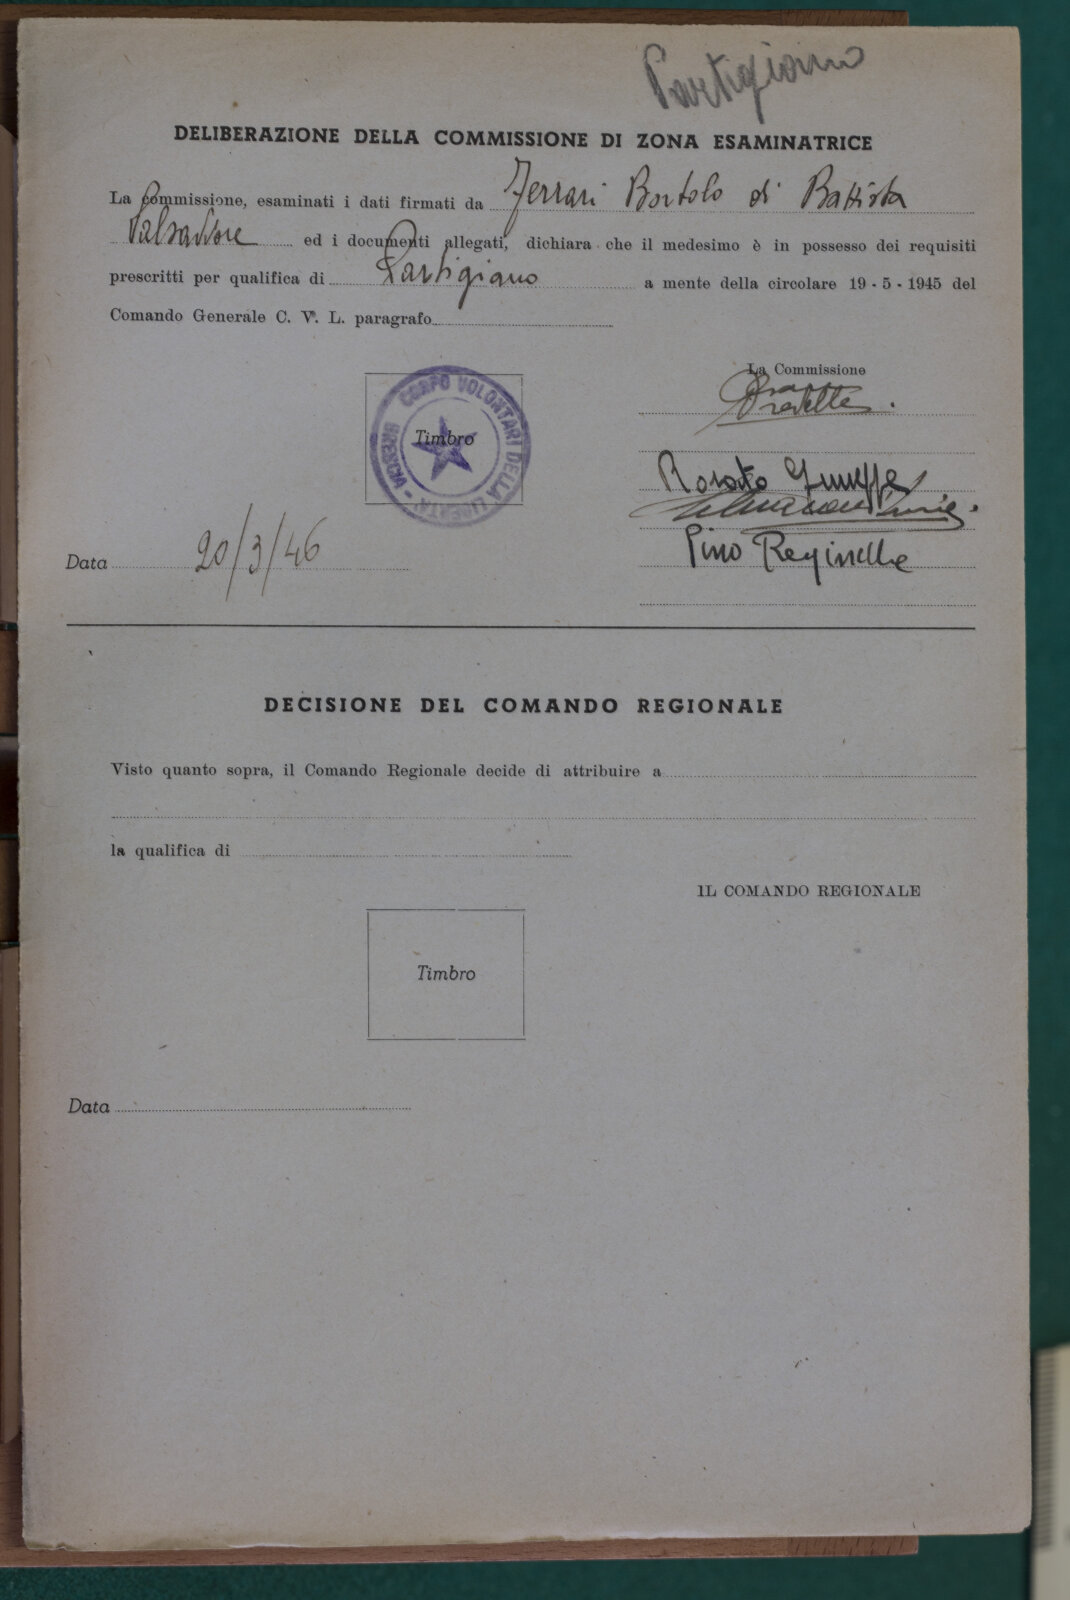 Partigiano
DELIBERAZIONE DELLA COMMISSIONE DI ZONA ESAMINATRICE
La Commissione, esaminati i dati firmati da Ferrari Bortolo di Battista
ed i documenti allegati, dichiara che il medesimo è in possesso dei requisiti
prescritti per qualifica di Partigiano a mente della circolare 19 - 5 - 1945 del
Comando Generale C. V. L. paragrafo
La Commissione
CORPO VOLONTARI DELLA LIBERTA' - BRESCIA
Timbro
Rosato Giuseppe
Pino Reginella
Data 20/3/46
DECISIONE DEL COMANDO REGIONALE
Visto quanto sopra, il Comando Regionale decide di attribuire a
la qualifica di
IL COMANDO REGIONALE
Timbro
Data